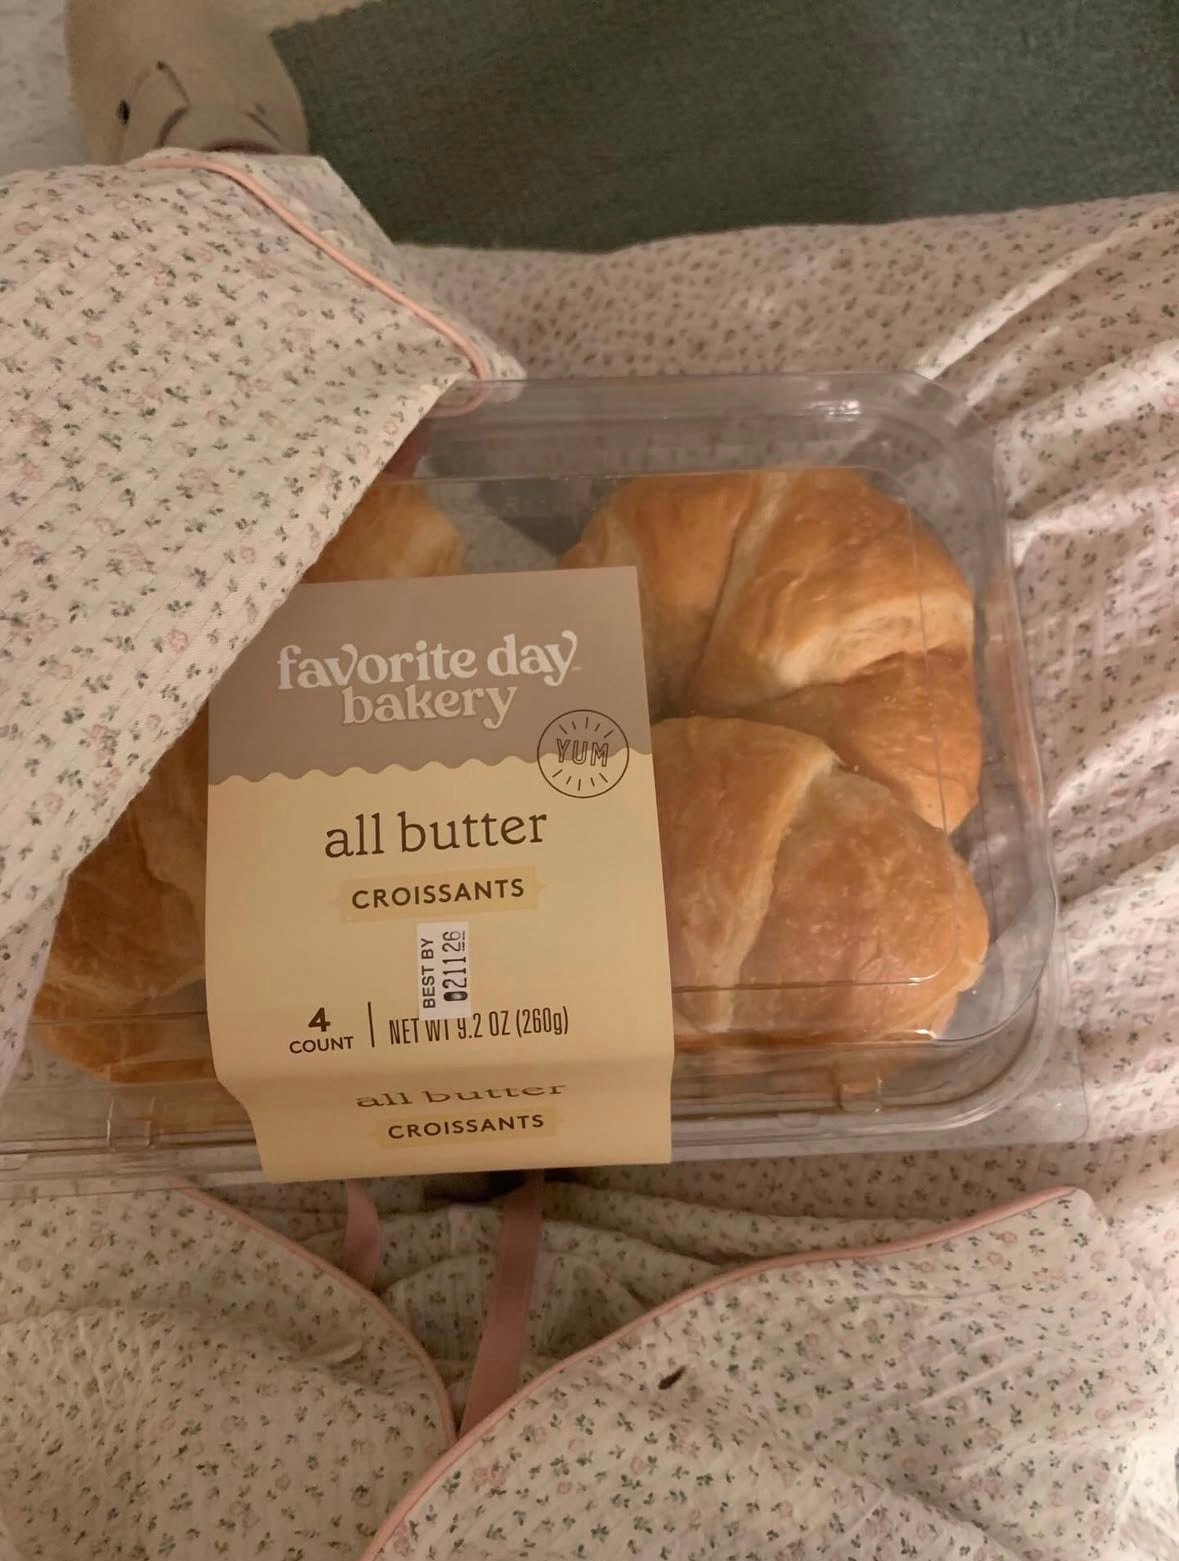 favorite day
bakery
YUM
all butter
CROISSANTS
BEST BY
021126
4
COUNT
NET WT 9.2 OZ (260g)
all butter
CROISSANTS